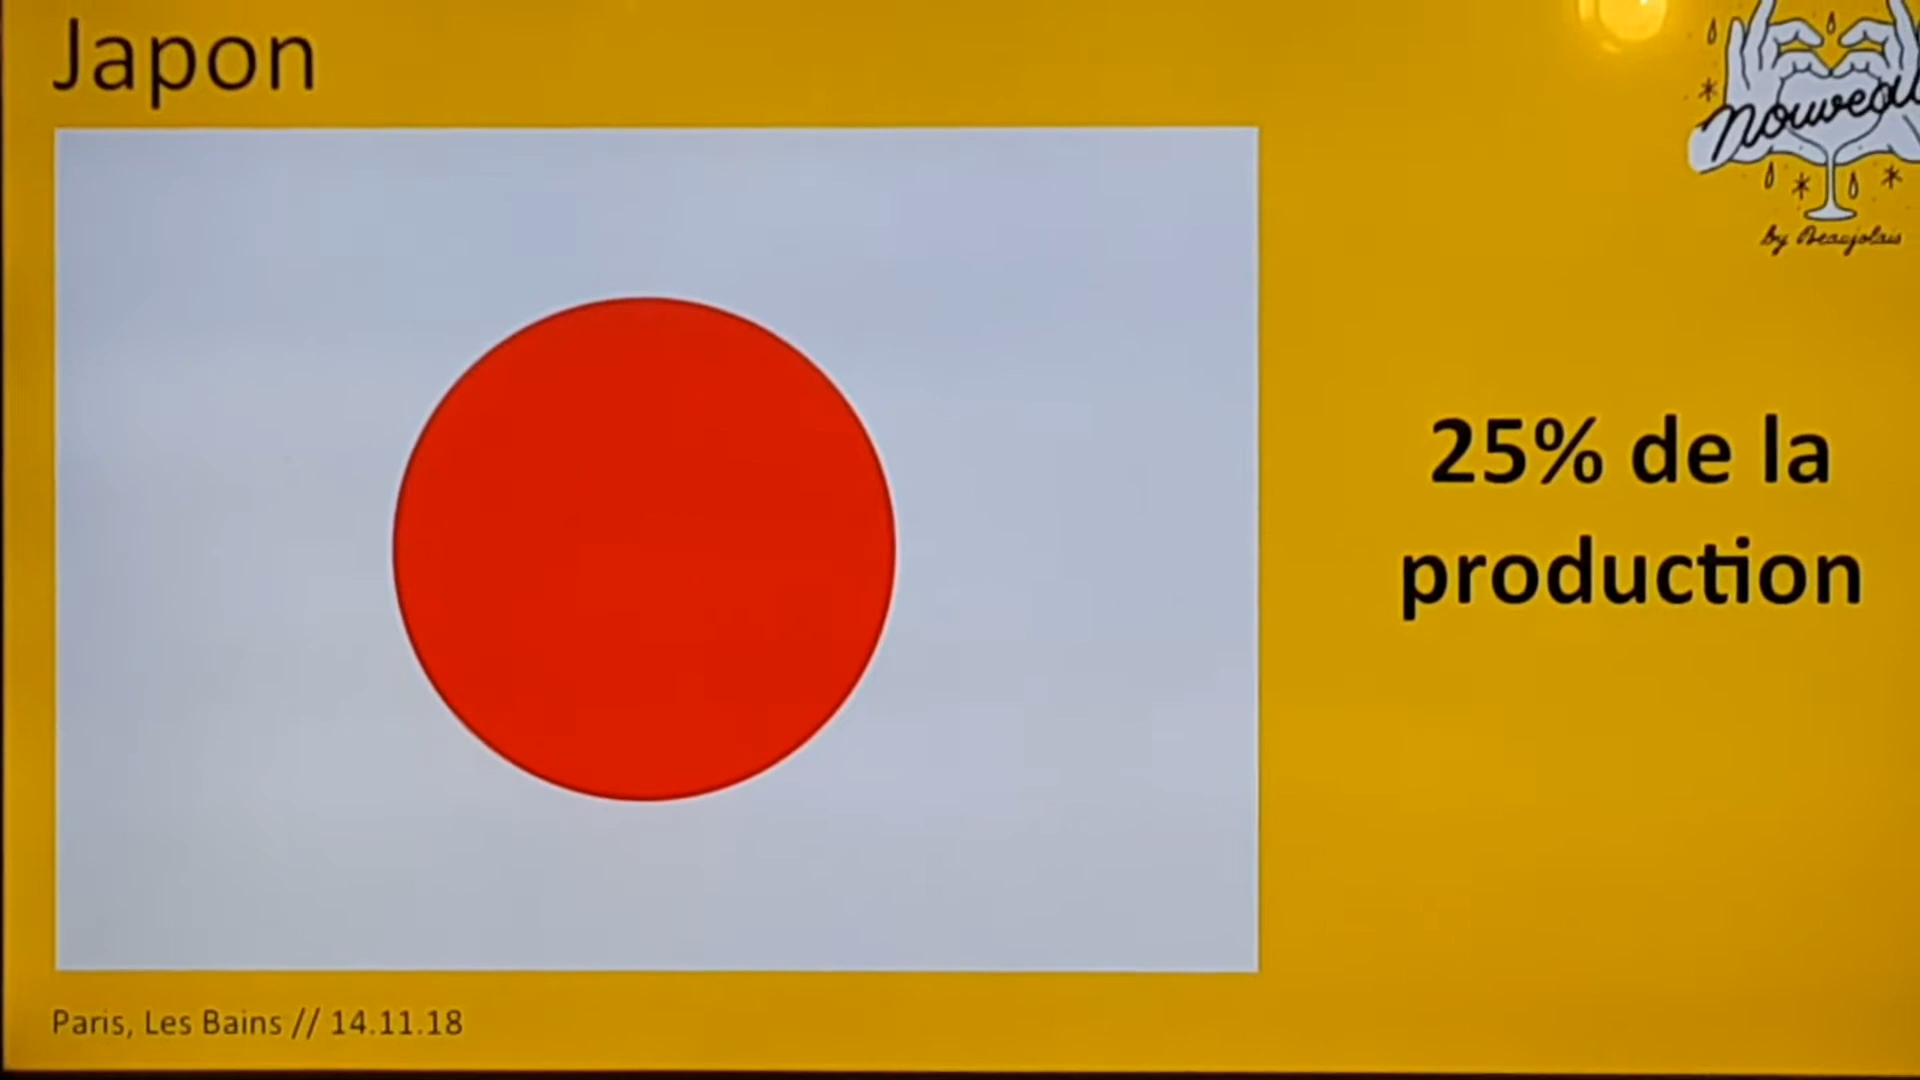 Japon
nouveau
by Beaujolais
25% de la
production
Paris, Les Bains // 14.11.18